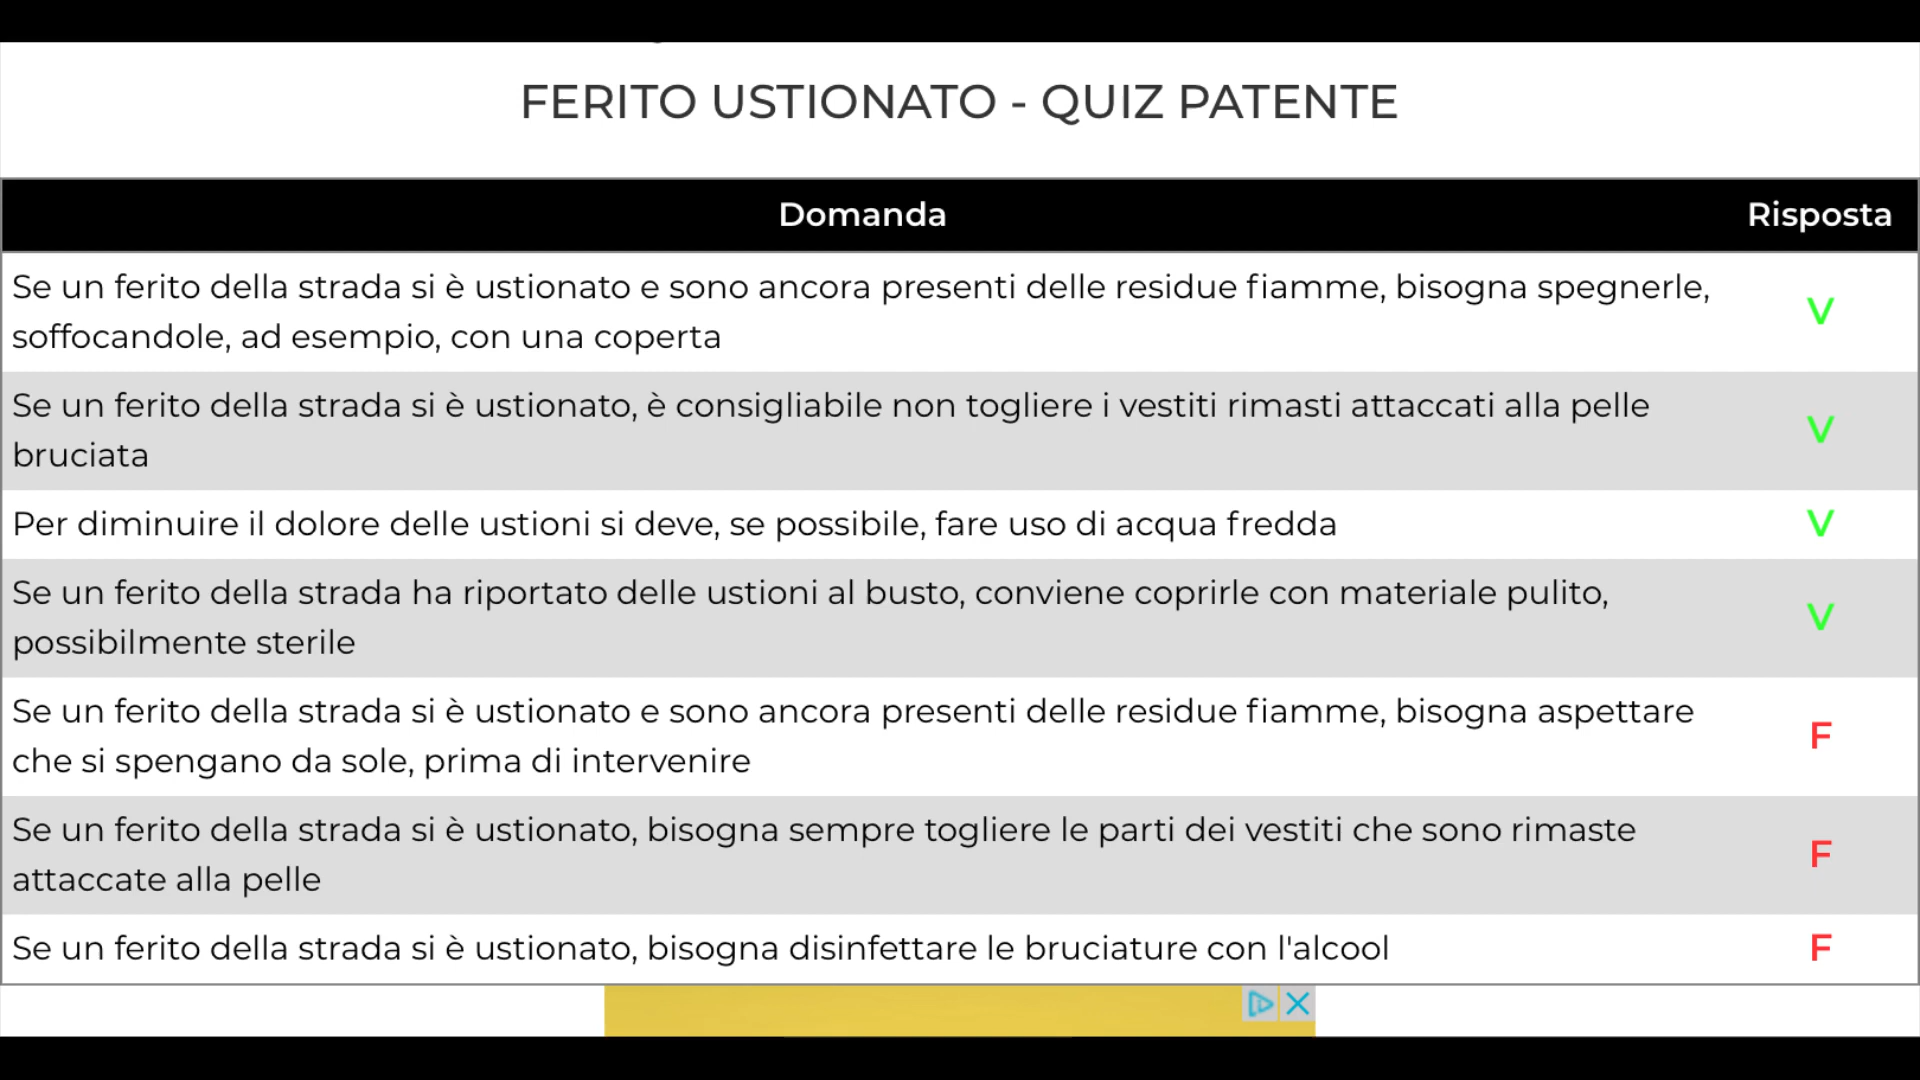 FERITO USTIONATO - QUIZ PATENTE
Domanda Risposta
Se un ferito della strada si è ustionato e sono ancora presenti delle residue fiamme, bisogna spegnerle,
soffocandole, ad esempio, con una coperta
V
Se un ferito della strada si è ustionato, è consigliabile non togliere i vestiti rimasti attaccati alla pelle
bruciata
V
Per diminuire il dolore delle ustioni si deve, se possibile, fare uso di acqua fredda V
Se un ferito della strada ha riportato delle ustioni al busto, conviene coprirle con materiale pulito,
possibilmente sterile
V
Se un ferito della strada si è ustionato e sono ancora presenti delle residue fiamme, bisogna aspettare
che si spengano da sole, prima di intervenire
F
Se un ferito della strada si è ustionato, bisogna sempre togliere le parti dei vestiti che sono rimaste
attaccate alla pelle
F
Se un ferito della strada si è ustionato, bisogna disinfettare le bruciature con l'alcool F